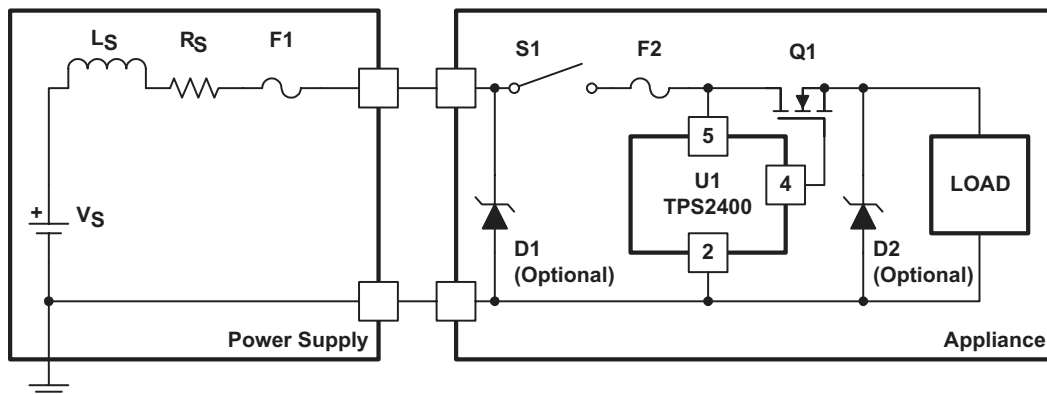 LS
RS
F1
S1
F2
Q1
5
U1
TPS2400
4
LOAD
+
VS
2
D1
(Optional)
D2
(Optional)
Power Supply
Appliance